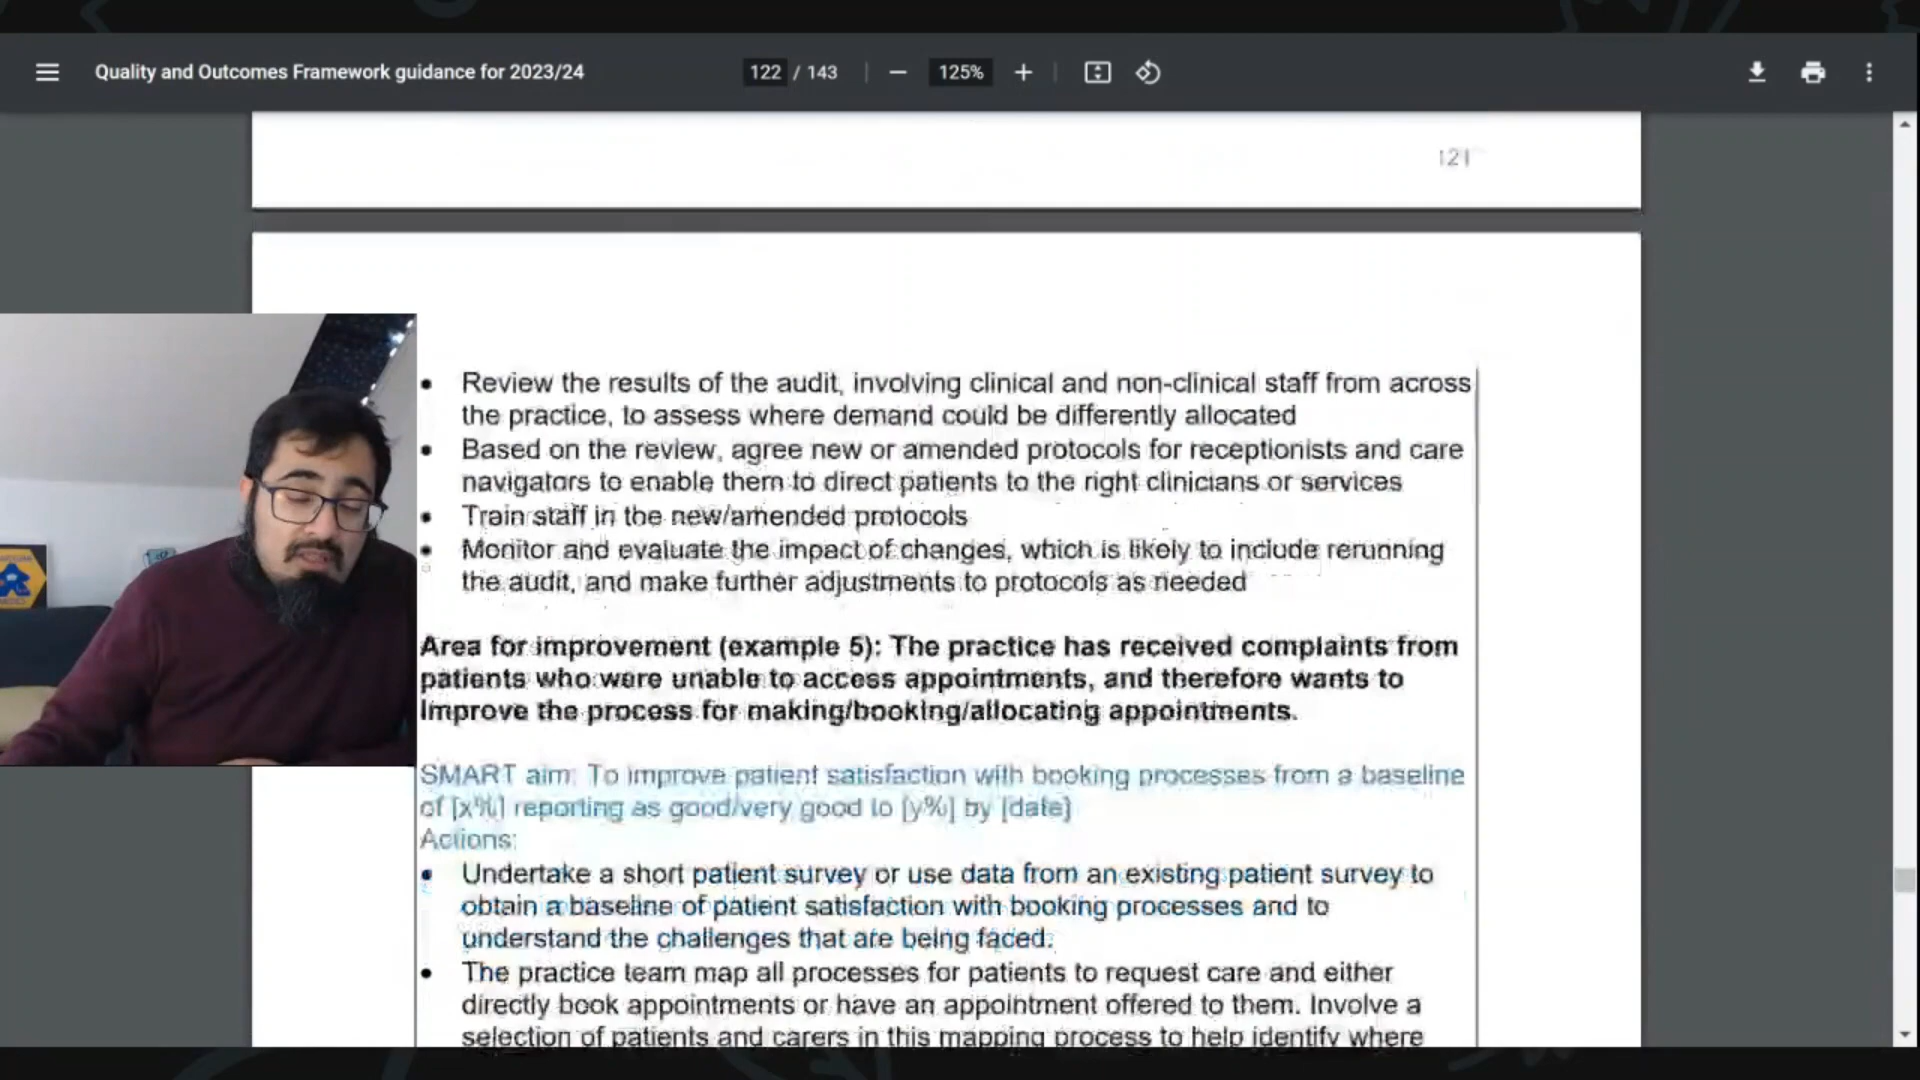 Quality and Outcomes Framework guidance for 2023/24
122 / 143
125%
121
• Review the results of the audit, involving clinical and non-clinical staff from across
the practice, to assess where demand could be differently allocated
• Based on the review, agree new or amended protocols for receptionists and care
navigators to enable them to direct patients to the right clinicians or services
• Train staff in the new/amended protocols
• Monitor and evaluate the impact of changes, which is likely to include rerunning
the audit, and make further adjustments to protocols as needed
Area for improvement (example 5): The practice has received complaints from
patients who were unable to access appointments, and therefore wants to
improve the process for making/booking/allocating appointments.
SMART aim: To improve patient satisfaction with booking processes from a baseline
of [x%] reporting as good/very good to [y%] by [date]
Actions:
• Undertake a short patient survey or use data from an existing patient survey to
obtain a baseline of patient satisfaction with booking processes and to
understand the challenges that are being faced.
• The practice team map all processes for patients to request care and either
directly book appointments or have an appointment offered to them. Involve a
selection of patients and carers in this mapping process to help identify where